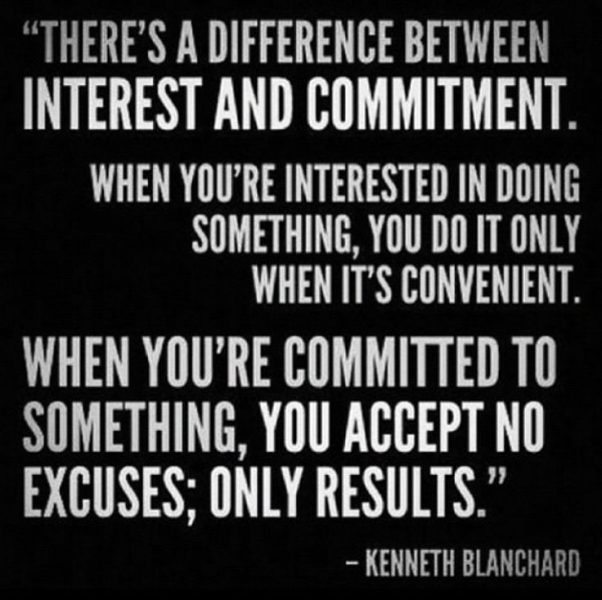 “THERE’S A DIFFERENCE BETWEEN
INTEREST AND COMMITMENT.
WHEN YOU’RE INTERESTED IN DOING
SOMETHING, YOU DO IT ONLY
WHEN IT’S CONVENIENT.
WHEN YOU’RE COMMITTED TO
SOMETHING, YOU ACCEPT NO
EXCUSES; ONLY RESULTS.”
– KENNETH BLANCHARD